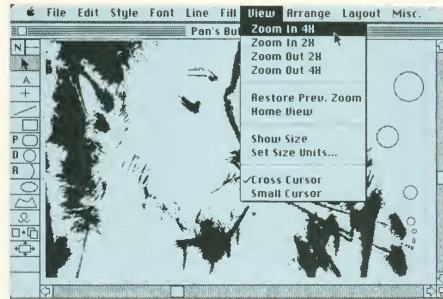 File Edit Style Font Line Fill View Arrange Layout Misc.
Pan's Bu
Zoom In 4X
Zoom In 2X
Zoom Out 2X
Zoom Out 4X
Restore Prev. Zoom
Home View
Show Size
Set Size Units...
✓Cross Cursor
Small Cursor
N
A
P
D
A